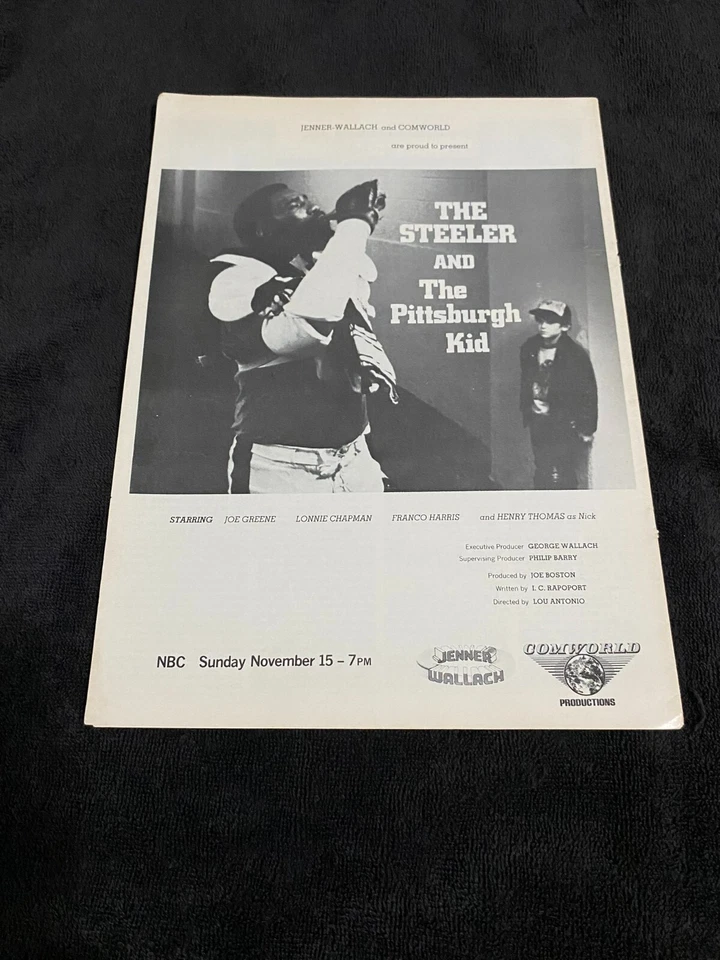 JENNER-WALLACH and COMWORLD
are proud to present
THE
STEELER
AND
The
Pittsburgh
Kid
STARRING JOE GREENE LONNIE CHAPMAN FRANCO HARRIS and HENRY THOMAS as Nick
Executive Producer GEORGE WALLACH
Supervising Producer PHILIP BARRY
Produced by JOE BOSTON
Written by I. C. RAPOPORT
Directed by LOU ANTONIO
NBC Sunday November 15 – 7PM
JENNER
WALLACH
COMWORLD
PRODUCTIONS